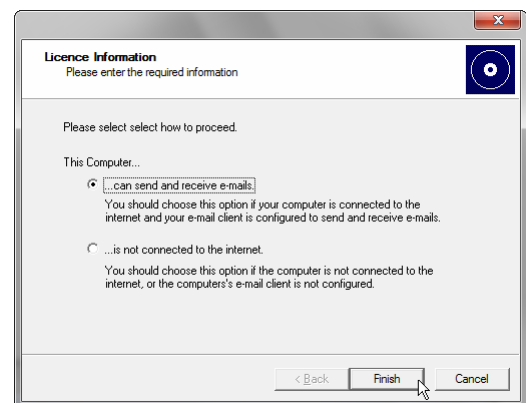 Licence Information
Please enter the required information
Please select select how to proceed.
This Computer...
...can send and receive e-mails.
You should choose this option if your computer is connected to the
internet and your e-mail client is configured to send and receive e-mails.
...is not connected to the internet.
You should choose this option if the computer is not connected to the
internet, or the computers's e-mail client is not configured.
< Back Finish Cancel